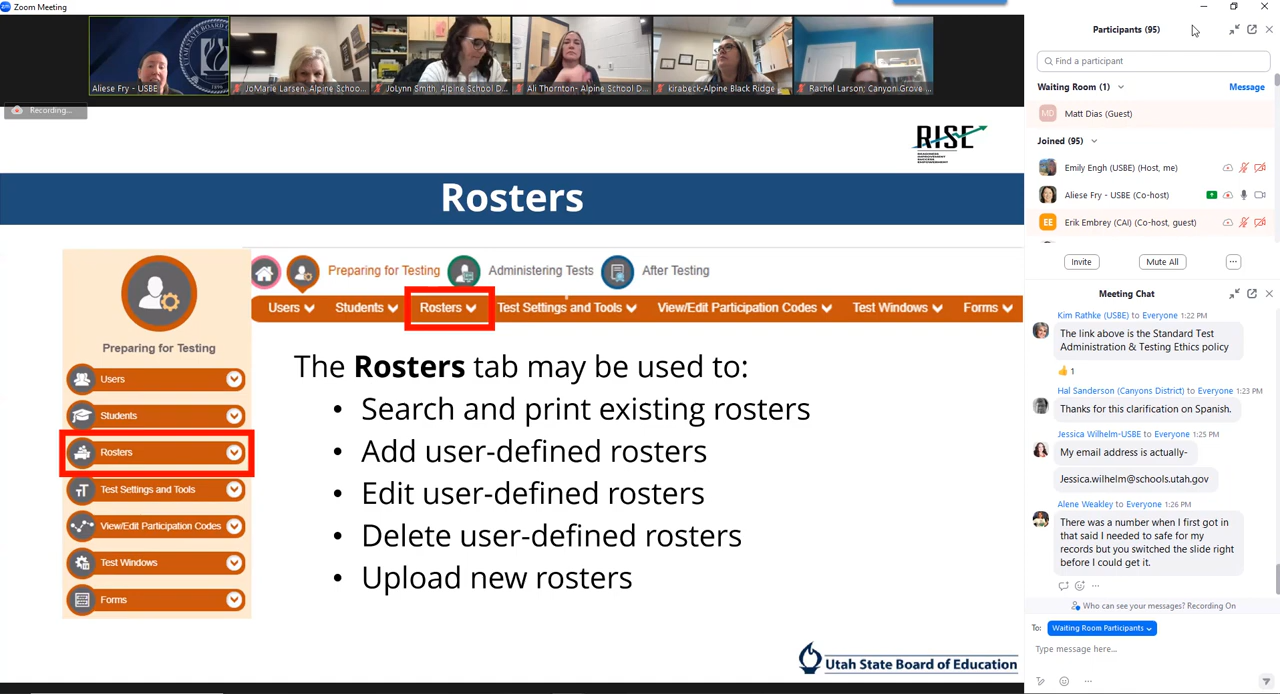 Zoom Meeting
Aliese Fry - USBE
JoMarie Larsen, Alpine Schoo...
JoLynn Smith, Alpine School D...
Ali Thornton- Alpine School D...
kirabeck-Alpine Black Ridge
Rachel Larson; Canyon Grove ...
Recording...
RISE
Rosters
Preparing for Testing
Administering Tests
After Testing
Users
Students
Rosters
Test Settings and Tools
View/Edit Participation Codes
Test Windows
Forms
Preparing for Testing
Users
Students
Rosters
Test Settings and Tools
View/Edit Participation Codes
Test Windows
Forms
The Rosters tab may be used to:
• Search and print existing rosters
• Add user-defined rosters
• Edit user-defined rosters
• Delete user-defined rosters
• Upload new rosters
Utah State Board of Education
Participants (95)
Find a participant
Waiting Room (1)
Message
MD
Matt Dias (Guest)
Joined (95)
Emily Engh (USBE) (Host, me)
Aliese Fry - USBE (Co-host)
EE
Erik Embrey (CAI) (Co-host, guest)
Invite
Mute All
...
Meeting Chat
Kim Rathke (USBE) to Everyone 1:22 PM
The link above is the Standard Test
Administration & Testing Ethics policy
👍 1
Hal Sanderson (Canyons District) to Everyone 1:23 PM
Thanks for this clarification on Spanish.
Jessica Wilhelm-USBE to Everyone 1:25 PM
My email address is actually-
Jessica.wilhelm@schools.utah.gov
Alene Weakley to Everyone 1:26 PM
There was a number when I first got in
that said I needed to safe for my
records but you switched the slide right
before I could get it.
...
Who can see your messages? Recording On
To: Waiting Room Participants
Type message here...
...